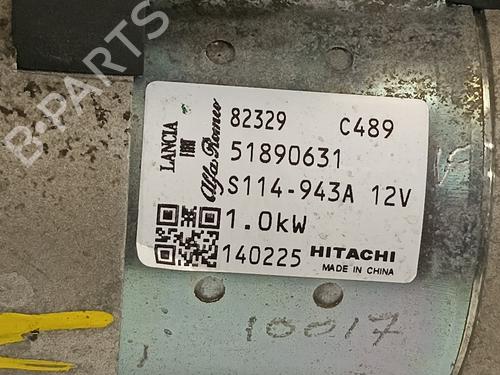 B-PARTS
LANCIA
FIAT
Alfa Romeo
82329 C489
51890631
S114-943A 12V
1.0kW
140225 HITACHI
MADE IN CHINA
10017